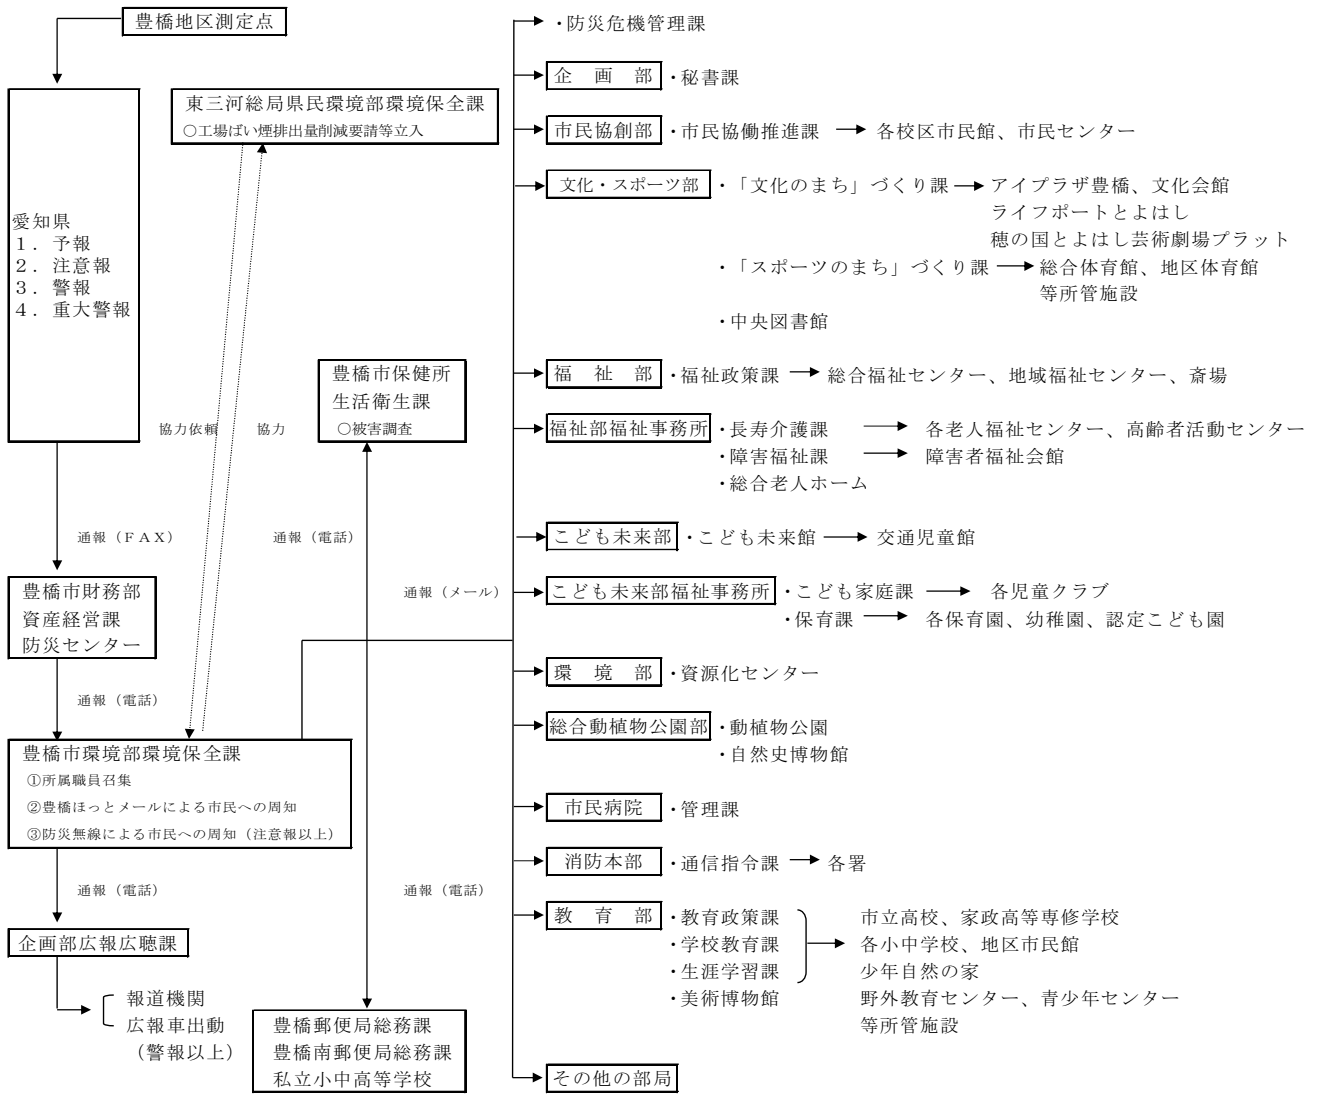 豊橋地区測定点
愛知県
１．予報
２．注意報
３．警報
４．重大警報
東三河総局県民環境部環境保全課
○工場ばい煙排出量削減要請等立入
協力依頼
協力
豊橋市保健所
生活衛生課
○被害調査
通報（ＦＡＸ）
通報（電話）
豊橋市財務部
資産経営課
防災センター
通報（メール）
通報（電話）
豊橋市環境部環境保全課
①所属職員召集
②豊橋ほっとメールによる市民への周知
③防災無線による市民への周知（注意報以上）
通報（電話）
通報（電話）
企画部広報広聴課
報道機関
広報車出動
（警報以上）
豊橋郵便局総務課
豊橋南郵便局総務課
私立小中高等学校
・防災危機管理課
企　画　部 ・秘書課
市民協創部 ・市民協働推進課 各校区市民館、市民センター
文化・スポーツ部 ・「文化のまち」づくり課 アイプラザ豊橋、文化会館
ライフポートとよはし
穂の国とよはし芸術劇場プラット
・「スポーツのまち」づくり課 総合体育館、地区体育館
等所管施設
・中央図書館
福　祉　部 ・福祉政策課 総合福祉センター、地域福祉センター、斎場
福祉部福祉事務所 ・長寿介護課 各老人福祉センター、高齢者活動センター
・障害福祉課 障害者福祉会館
・総合老人ホーム
こども未来部 ・こども未来館 交通児童館
こども未来部福祉事務所 ・こども家庭課 各児童クラブ
・保育課 各保育園、幼稚園、認定こども園
環　境　部 ・資源化センター
総合動植物公園部 ・動植物公園
・自然史博物館
市民病院 ・管理課
消防本部 ・通信指令課 各署
教　育　部 ・教育政策課 市立高校、家政高等専修学校
・学校教育課 各小中学校、地区市民館
・生涯学習課 少年自然の家
・美術博物館 野外教育センター、青少年センター
等所管施設
その他の部局